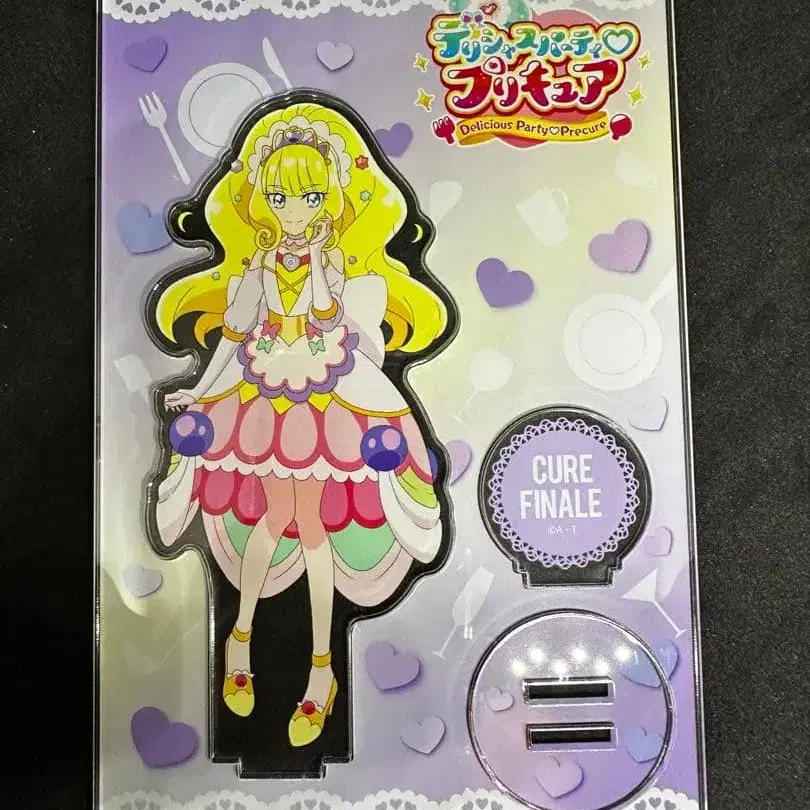 デリシャスパーティ♡
プリキュア
Delicious Party♡Precure
CURE
FINALE
©A・T